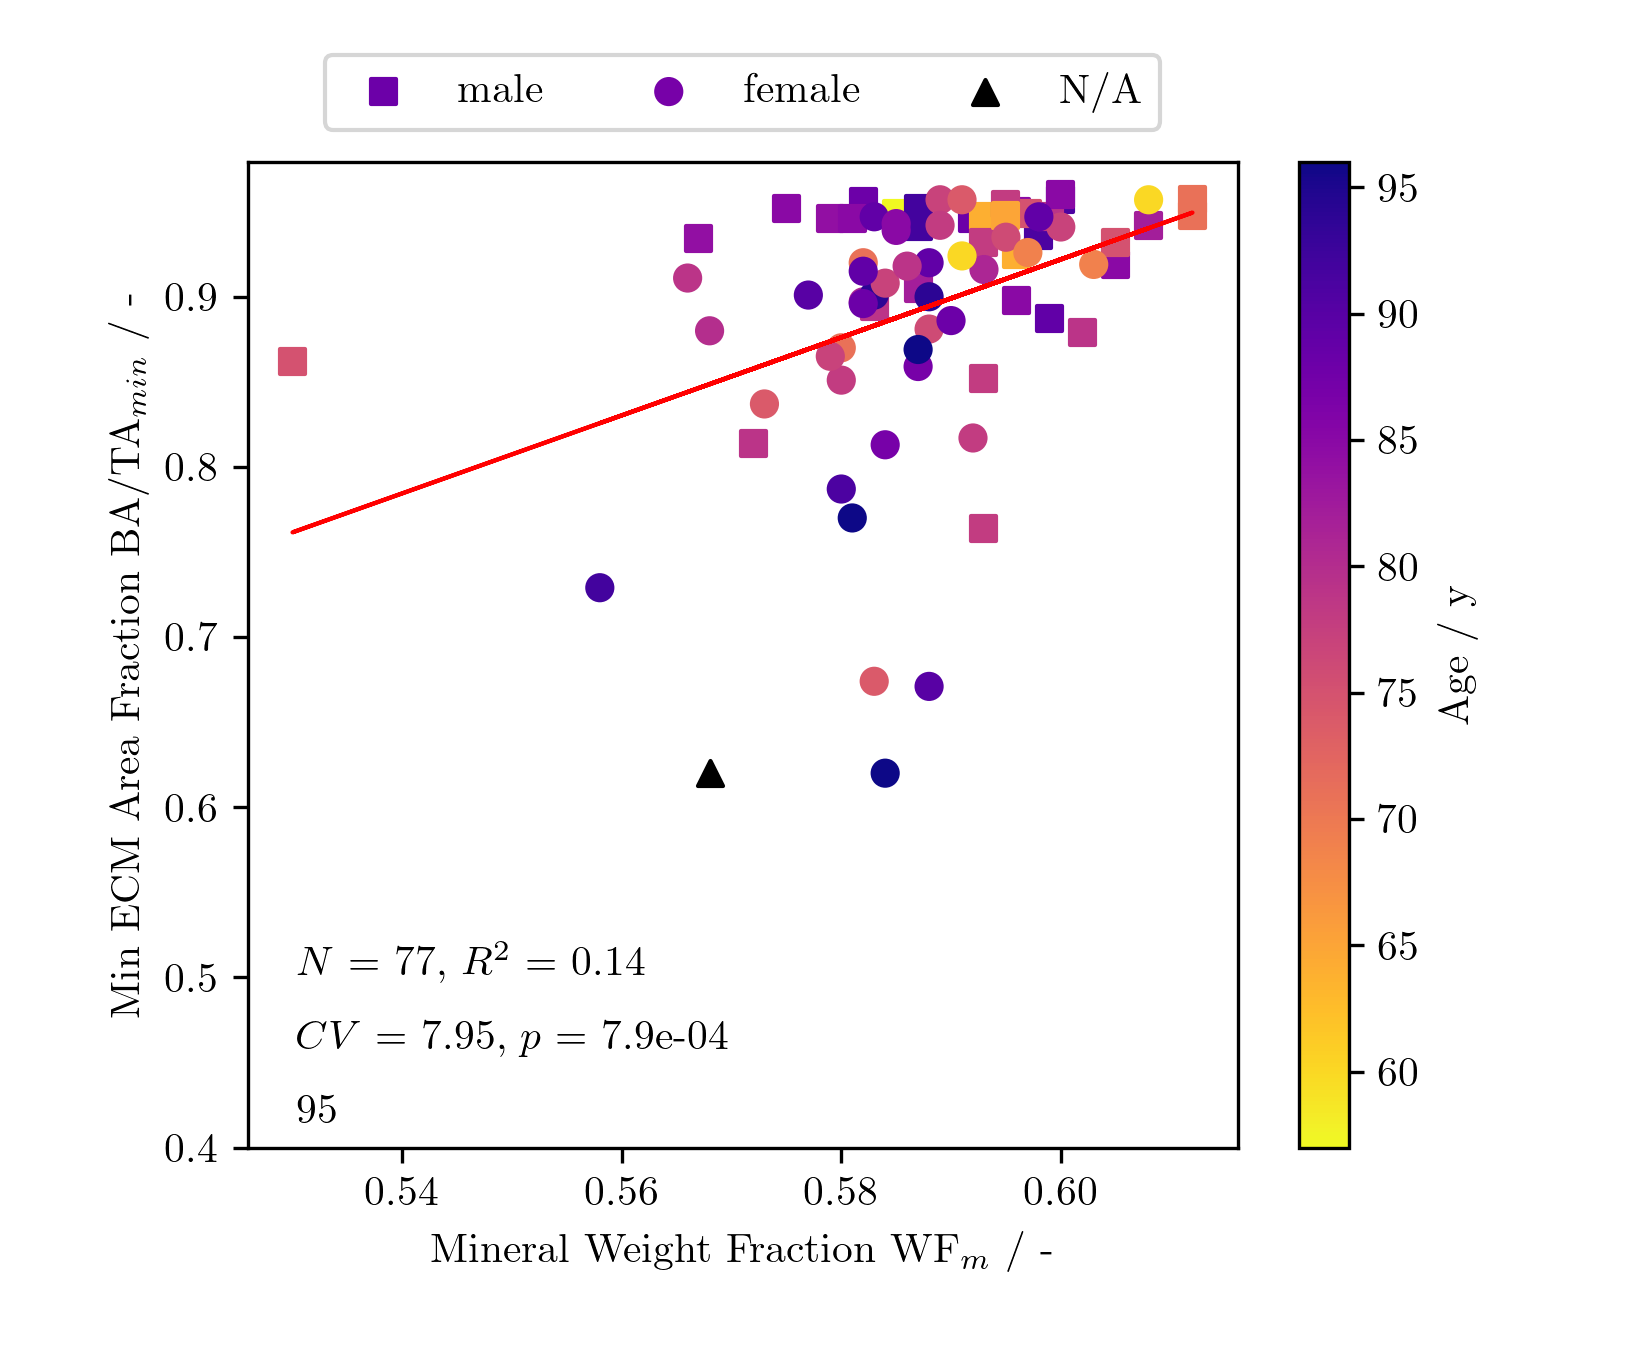 male female N/A
0.9
0.8
0.7
0.6
0.5
0.4
Min ECM Area Fraction BA/TA_min / -
N = 77, R² = 0.14
CV = 7.95, p = 7.9e-04
95
0.54 0.56 0.58 0.60
Mineral Weight Fraction WF_m / -
95
90
85
80
75
70
65
60
Age / y